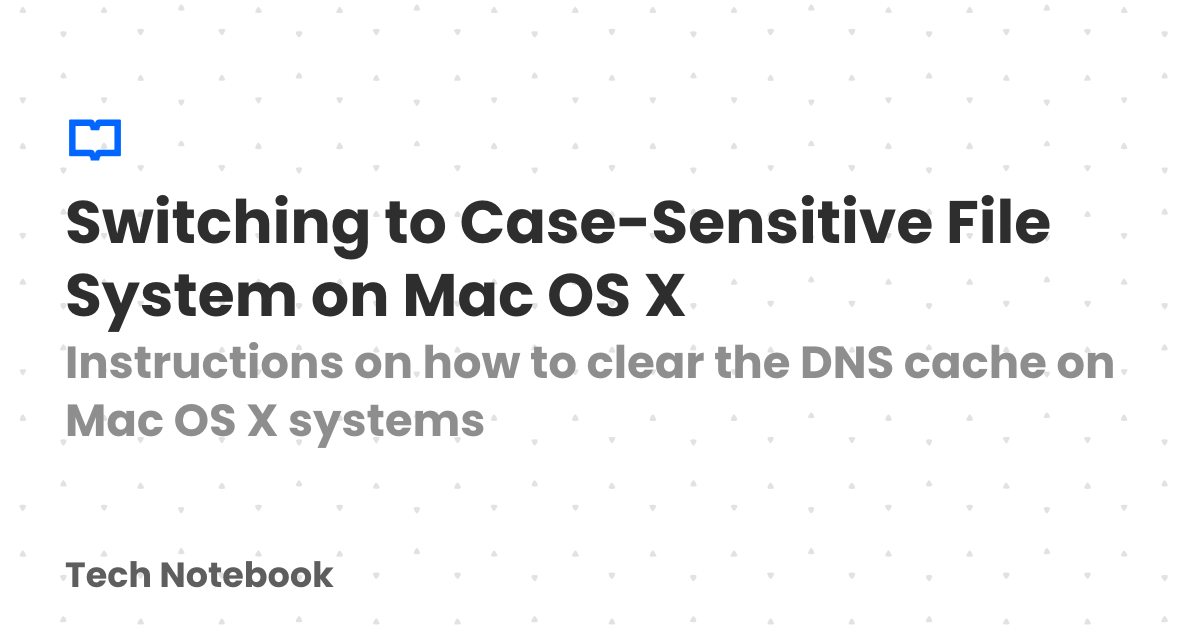 Switching to Case-Sensitive File
System on Mac OS X
Instructions on how to clear the DNS cache on
Mac OS X systems
Tech Notebook